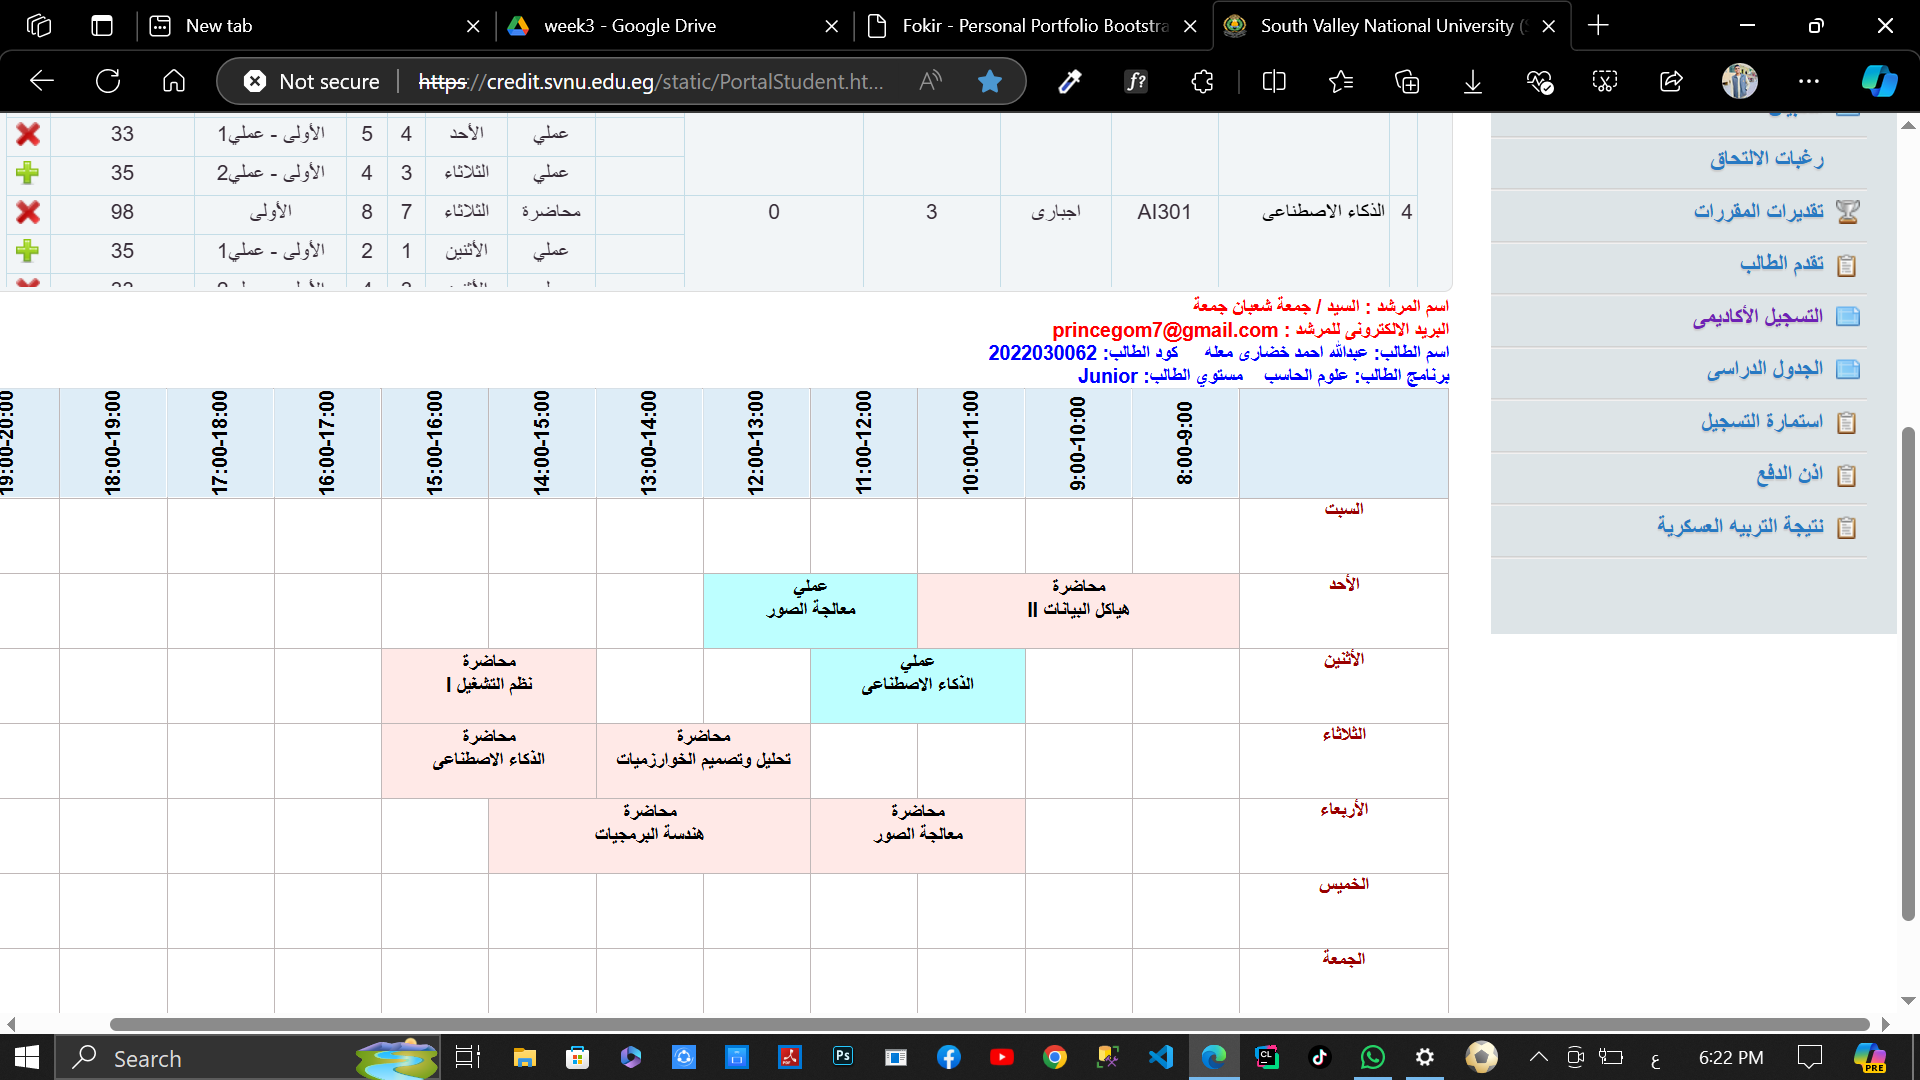 New tab
week3 - Google Drive
Fokir - Personal Portfolio Bootstra
South Valley National University (S
Not secure
https://credit.svnu.edu.eg/static/PortalStudent.ht...
عملي الأحد 4 5 الأولى - عملي1 33
عملي الثلاثاء 3 4 الأولى - عملي2 35
4 الذكاء الاصطناعى AI301 اجبارى 3 0 محاضرة الثلاثاء 7 8 الأولى 98
عملي الأثنين 1 2 الأولى - عملي1 35
رغبات الالتحاق
تقديرات المقررات
تقدم الطالب
التسجيل الأكاديمى
الجدول الدراسى
استمارة التسجيل
اذن الدفع
نتيجة التربيه العسكرية
اسم المرشد : السيد / جمعة شعبان جمعة
البريد الالكترونى للمرشد : princegom7@gmail.com
اسم الطالب: عبدالله احمد خضارى معله كود الطالب: 2022030062
برنامج الطالب: علوم الحاسب مستوي الطالب: Junior
8:00-9:00 9:00-10:00 10:00-11:00 11:00-12:00 12:00-13:00 13:00-14:00 14:00-15:00 15:00-16:00 16:00-17:00 17:00-18:00 18:00-19:00 19:00-20:00
السبت
الأحد
محاضرة
هياكل البيانات II
عملي
معالجة الصور
الأثنين
عملي
الذكاء الاصطناعى
محاضرة
نظم التشغيل I
الثلاثاء
محاضرة
تحليل وتصميم الخوارزميات
محاضرة
الذكاء الاصطناعى
الأربعاء
محاضرة
معالجة الصور
محاضرة
هندسة البرمجيات
الخميس
الجمعة
Search
Ps
CL
ع
6:22 PM
PRE